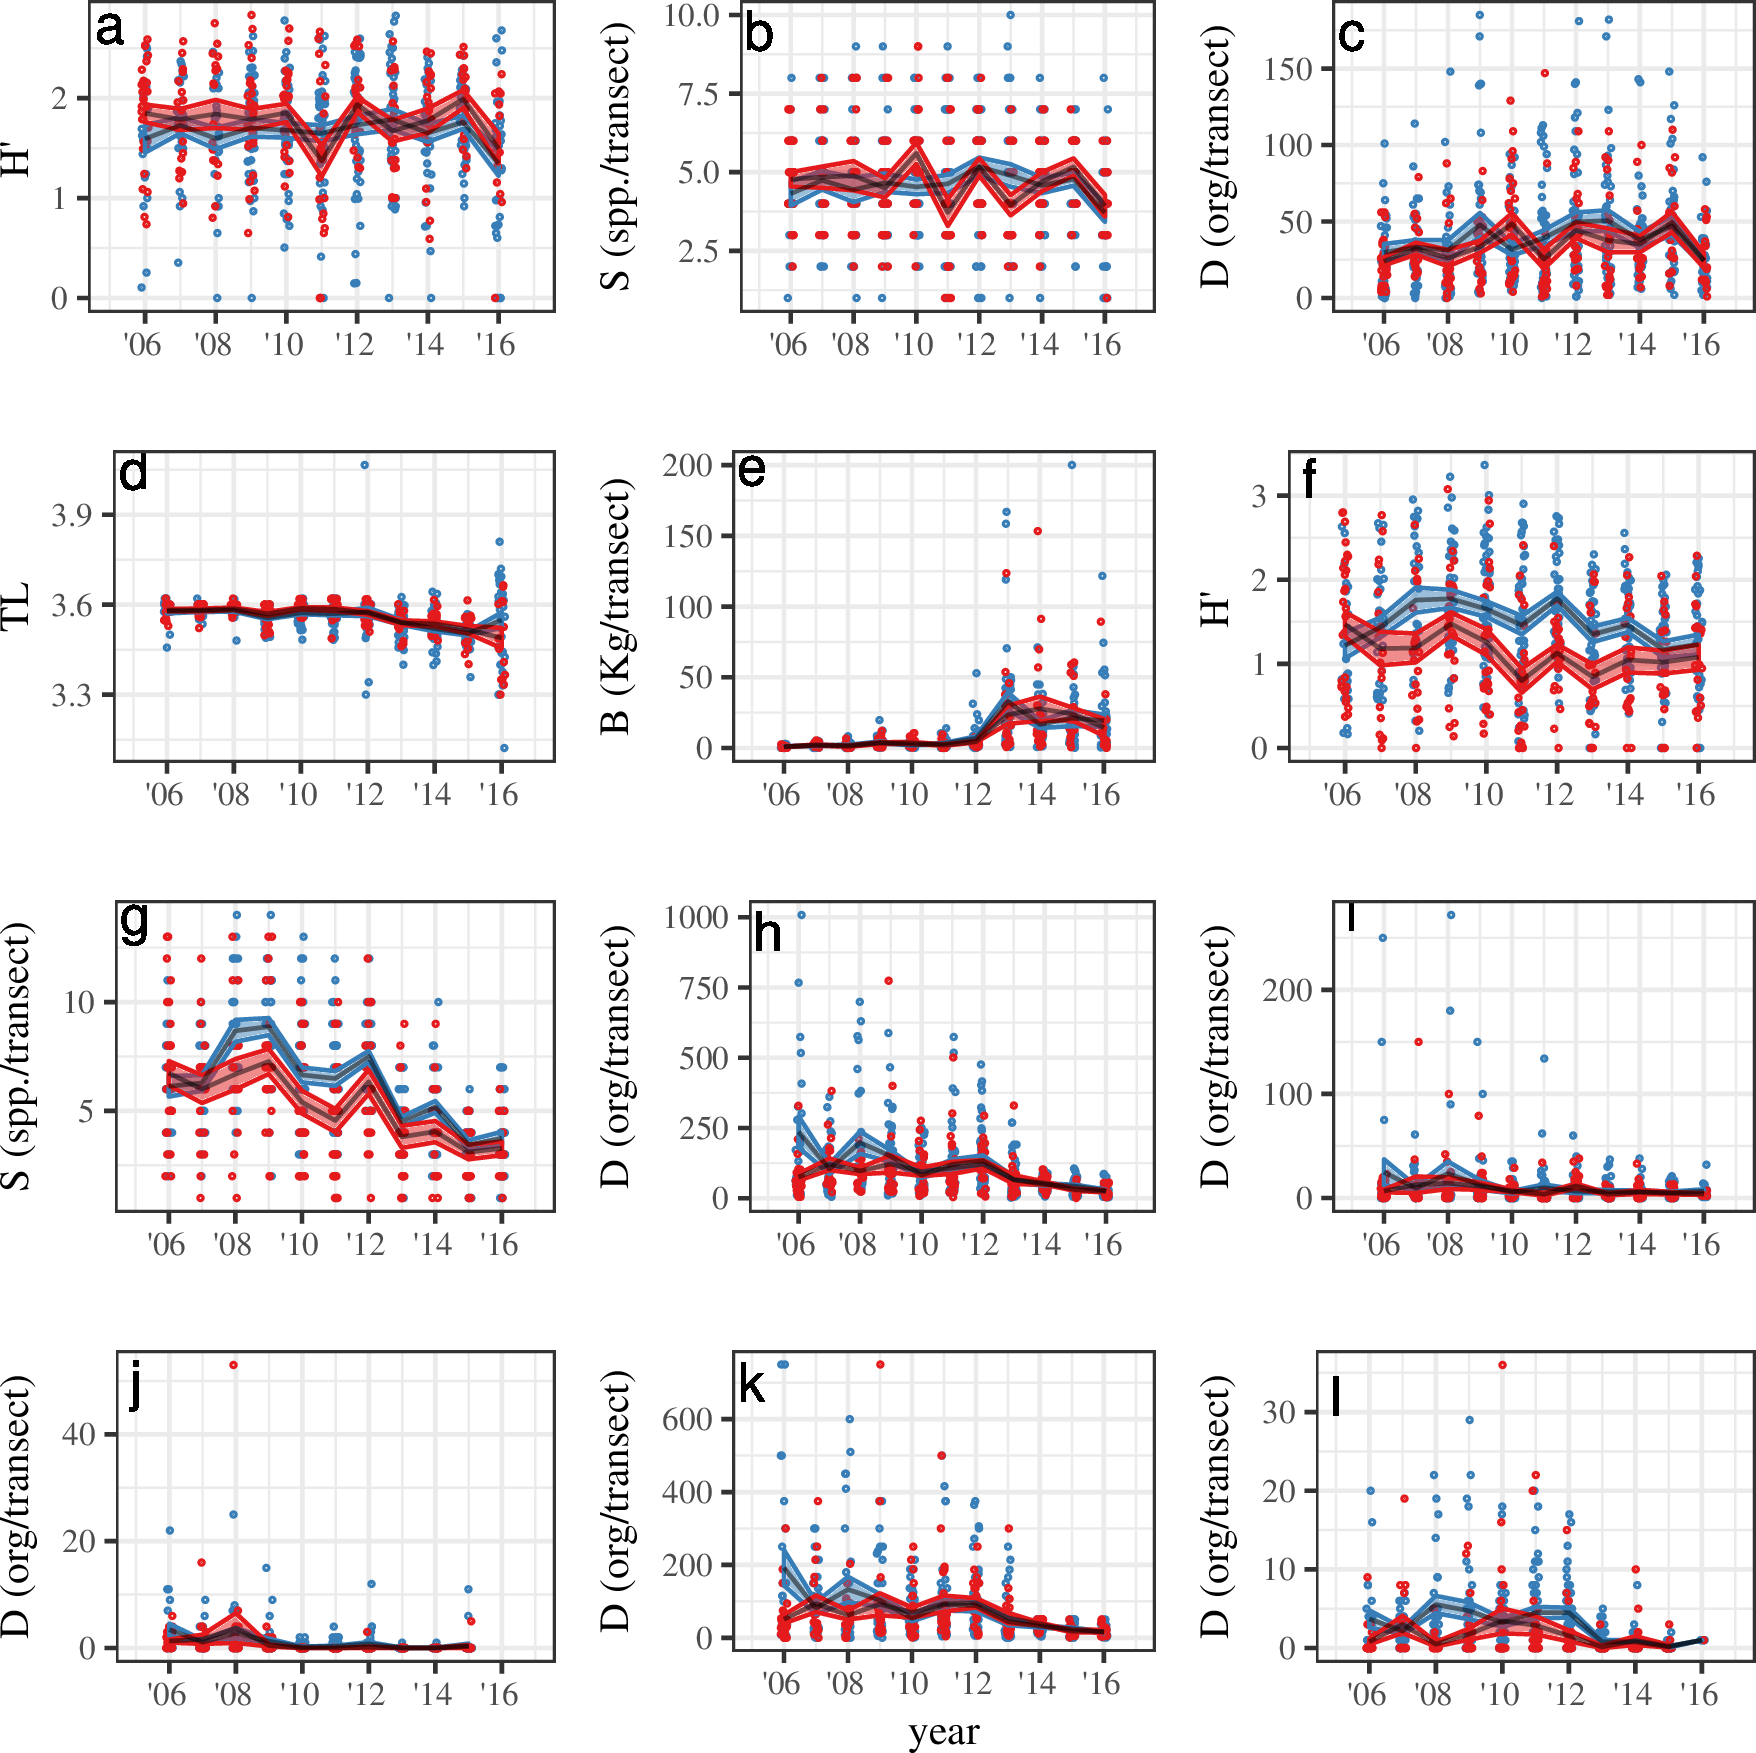 a
H'
2
1
0
'06 '08 '10 '12 '14 '16
b
S (spp./transect)
10.0
7.5
5.0
2.5
'06 '08 '10 '12 '14 '16
c
D (org/transect)
150
100
50
0
'06 '08 '10 '12 '14 '16
d
TL
3.9
3.6
3.3
'06 '08 '10 '12 '14 '16
e
B (Kg/transect)
200
150
100
50
0
'06 '08 '10 '12 '14 '16
f
H'
3
2
1
0
'06 '08 '10 '12 '14 '16
g
S (spp./transect)
10
5
'06 '08 '10 '12 '14 '16
h
D (org/transect)
1000
750
500
250
0
'06 '08 '10 '12 '14 '16
I
D (org/transect)
200
100
0
'06 '08 '10 '12 '14 '16
j
D (org/transect)
40
20
0
'06 '08 '10 '12 '14 '16
k
D (org/transect)
600
400
200
0
'06 '08 '10 '12 '14 '16
l
D (org/transect)
30
20
10
0
'06 '08 '10 '12 '14 '16
year